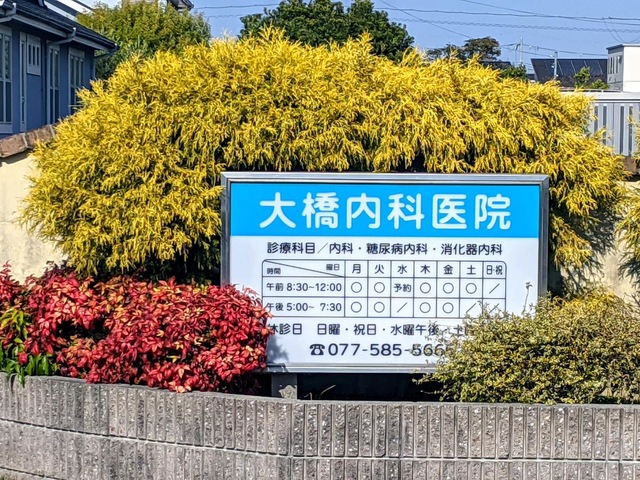 大橋内科医院
診療科目／内科・糖尿病内科・消化器内科
時間 曜日 月 火 水 木 金 土 日・祝
午前 8:30~12:00 ○ ○ 予約 ○ ○ ○ ／
午後 5:00~ 7:30 ○ ○ ／ ○ ○ ／ ／
休診日 日曜・祝日・水曜午後・土
☎077-585-566